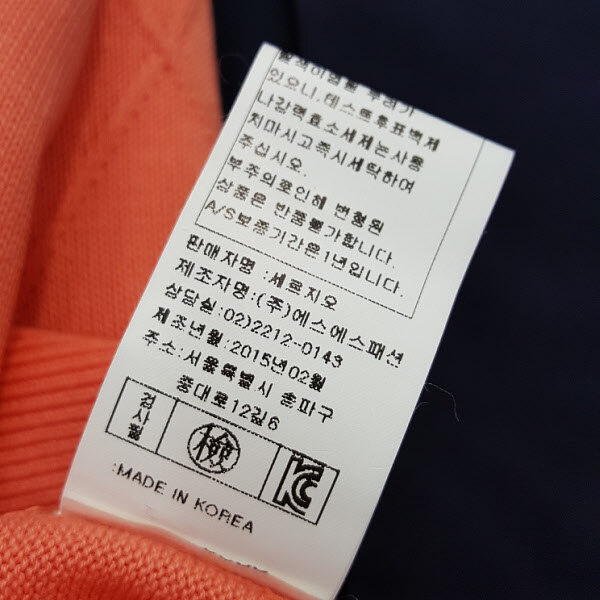 있으니,테스트후표백제
나강력효소세제는사용
치마시고즉시세탁하여
주십시오.
부주의로인해 변형된
상품은 반품불가합니다.
A/S보증기간은1년입니다.
판매자명 :세르지오
제조자명:(주)에스에스패션
상담실:02)2212-0143
제조년월:2015년02월
주소:서울특별시 송파구
중대로12길6
검사필
檢
KC
:MADE IN KOREA